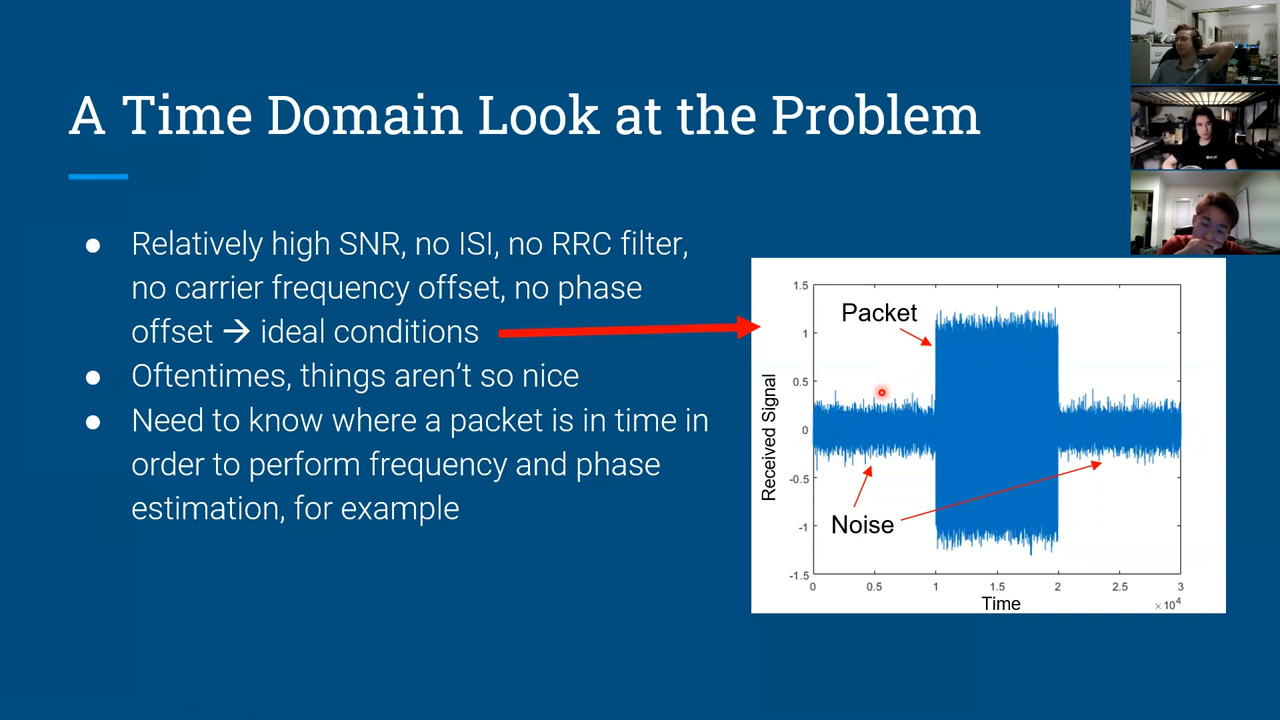 A Time Domain Look at the Problem
● Relatively high SNR, no ISI, no RRC filter,
no carrier frequency offset, no phase
offset → ideal conditions
● Oftentimes, things aren’t so nice
● Need to know where a packet is in time in
order to perform frequency and phase
estimation, for example
1.5
1
0.5
0
-0.5
-1
-1.5
Received Signal
Packet
Noise
0 0.5 1 1.5 2 2.5 3
Time
×10⁴